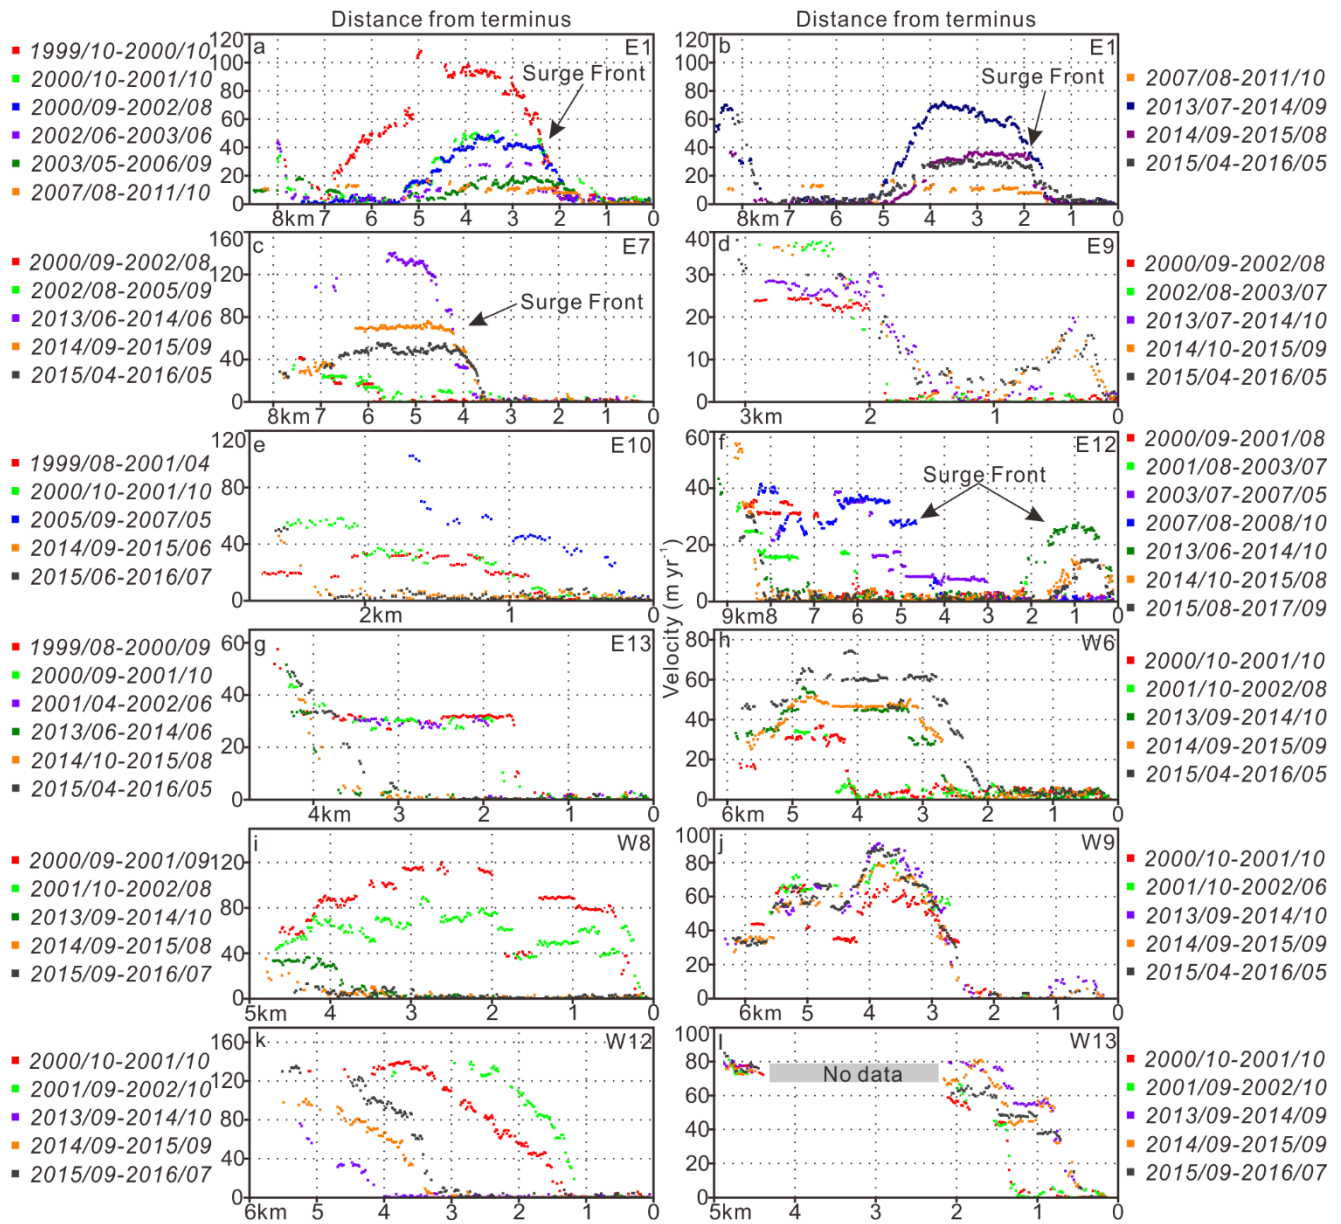 Distance from terminus
Distance from terminus
1999/10-2000/10
2000/10-2001/10
2000/09-2002/08
2002/06-2003/06
2003/05-2006/09
2007/08-2011/10
120
100
80
60
40
20
0
a
E1
Surge Front
8km 7 6 5 4 3 2 1 0
120
100
80
60
40
20
0
b
E1
Surge Front
8km 7 6 5 4 3 2 1 0
2007/08-2011/10
2013/07-2014/09
2014/09-2015/08
2015/04-2016/05
2000/09-2002/08
2002/08-2005/09
2013/06-2014/06
2014/09-2015/09
2015/04-2016/05
160
120
80
40
0
c
E7
Surge Front
8km 7 6 5 4 3 2 1 0
40
30
20
10
0
d
E9
3km 2 1 0
2000/09-2002/08
2002/08-2003/07
2013/07-2014/10
2014/10-2015/09
2015/04-2016/05
1999/08-2001/04
2000/10-2001/10
2005/09-2007/05
2014/09-2015/06
2015/06-2016/07
120
80
40
0
e
E10
2km 1 0
Velocity (m yr⁻¹)
60
40
20
0
f
E12
Surge Front
9km 8 7 6 5 4 3 2 1 0
2000/09-2001/08
2001/08-2003/07
2003/07-2007/05
2007/08-2008/10
2013/06-2014/10
2014/10-2015/08
2015/08-2017/09
1999/08-2000/09
2000/09-2001/10
2001/04-2002/06
2013/06-2014/06
2014/10-2015/08
2015/04-2016/05
60
40
20
0
g
E13
4km 3 2 1 0
80
60
40
20
0
h
W6
6km 5 4 3 2 1 0
2000/10-2001/10
2001/10-2002/08
2013/09-2014/10
2014/09-2015/09
2015/04-2016/05
2000/09-2001/09
2001/10-2002/08
2013/09-2014/10
2014/09-2015/08
2015/09-2016/07
120
80
40
0
i
W8
5km 4 3 2 1 0
100
80
60
40
20
0
j
W9
6km 5 4 3 2 1 0
2000/10-2001/10
2001/10-2002/06
2013/09-2014/10
2014/09-2015/09
2015/04-2016/05
2000/10-2001/10
2001/09-2002/10
2013/09-2014/10
2014/09-2015/09
2015/09-2016/07
160
120
80
40
0
k
W12
6km 5 4 3 2 1 0
100
80
60
40
20
0
l
W13
No data
5km 4 3 2 1 0
2000/10-2001/10
2001/09-2002/10
2013/09-2014/09
2014/09-2015/09
2015/09-2016/07